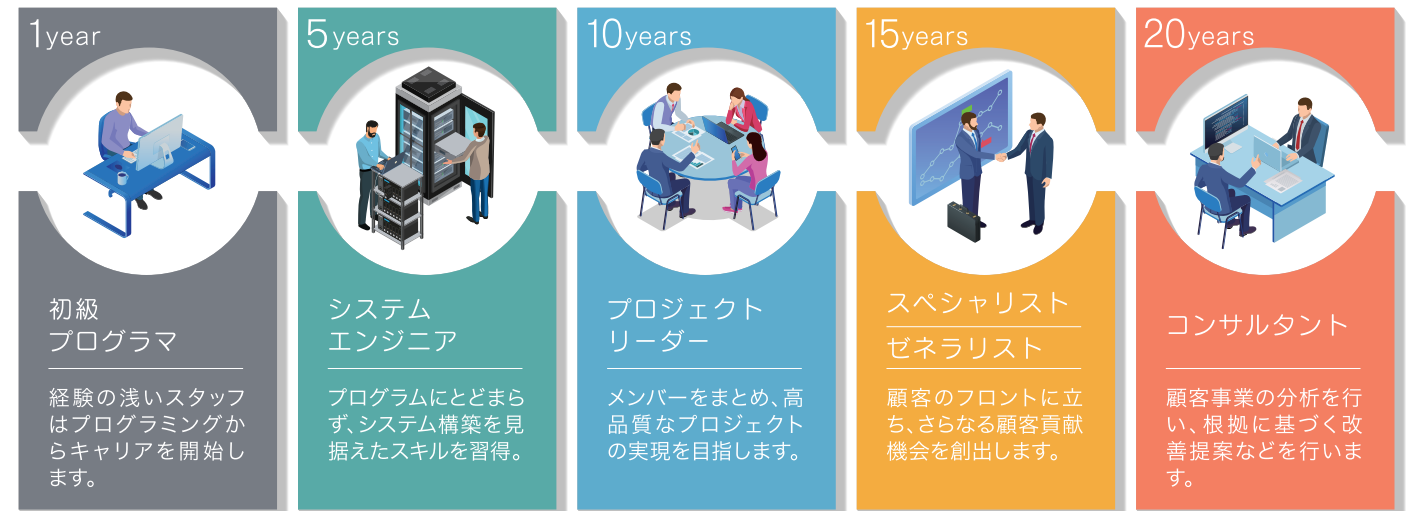 1year
初級
プログラマ
経験の浅いスタッフ
はプログラミングか
らキャリアを開始し
ます。
5years
システム
エンジニア
プログラムにとどまら
ず、システム構築を見
据えたスキルを習得。
10years
プロジェクト
リーダー
メンバーをまとめ、高
品質なプロジェクト
の実現を目指します。
15years
スペシャリスト
ゼネラリスト
顧客のフロントに立
ち、さらなる顧客貢献
機会を創出します。
20years
コンサルタント
顧客事業の分析を行
い、根拠に基づく改
善提案などを行いま
す。